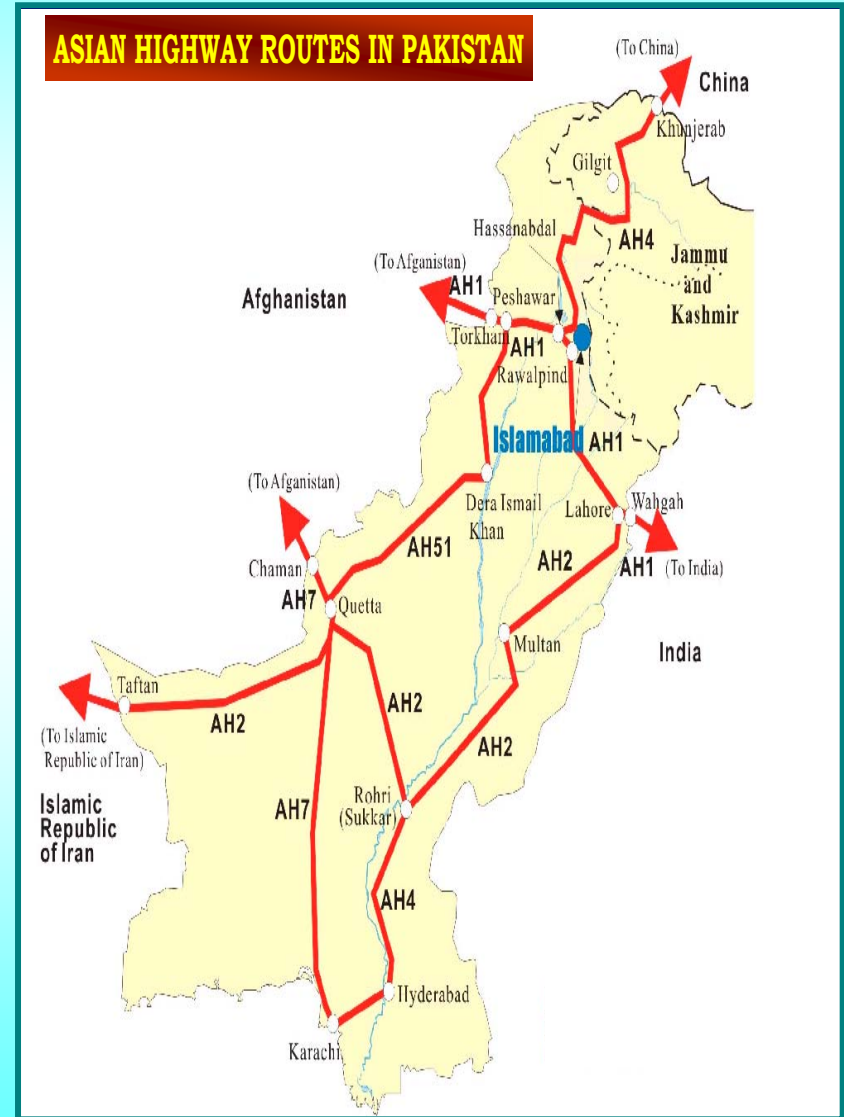 ASIAN HIGHWAY ROUTES IN PAKISTAN
(To China)
China
Khunjerab
Gilgit
Hassanabdal
AH4
Jammu
and
Kashmir
(To Afganistan)
AH1
Peshawar
Afghanistan
Torkham
AH1
Rawalpind
Islamabad
AH1
(To Afganistan)
Dera Ismail
Khan
Lahore
Wahgah
AH51
AH2
AH1
(To India)
Chaman
AH7
Quetta
Multan
India
Taftan
AH2
AH2
AH2
(To Islamic
Republic of Iran)
Islamic
Republic
of Iran
AH7
Rohri
(Sukkar)
AH4
Hyderabad
Karachi